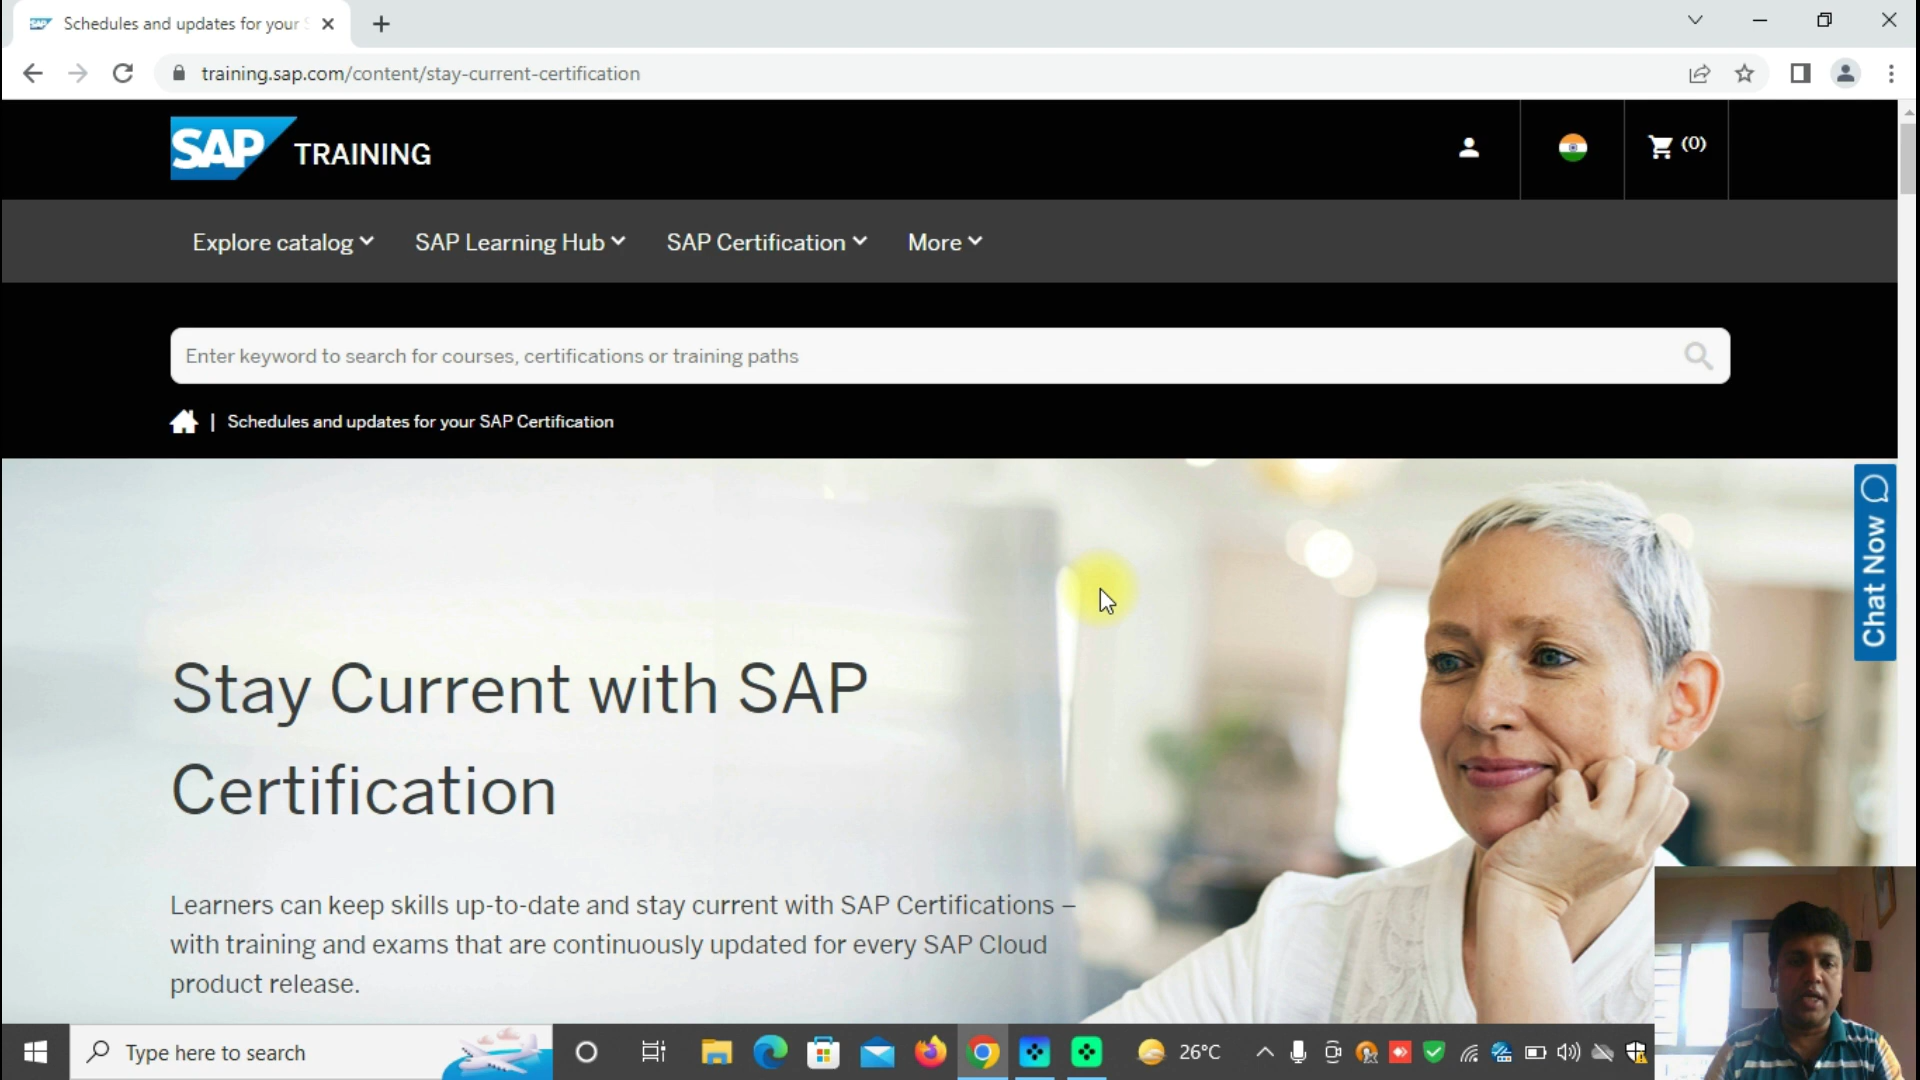 Schedules and updates for your S
training.sap.com/content/stay-current-certification
SAP TRAINING
(0)
Explore catalog SAP Learning Hub SAP Certification More
Enter keyword to search for courses, certifications or training paths
| Schedules and updates for your SAP Certification
Chat Now
Stay Current with SAP
Certification
Learners can keep skills up-to-date and stay current with SAP Certifications –
with training and exams that are continuously updated for every SAP Cloud
product release.
Type here to search
26°C